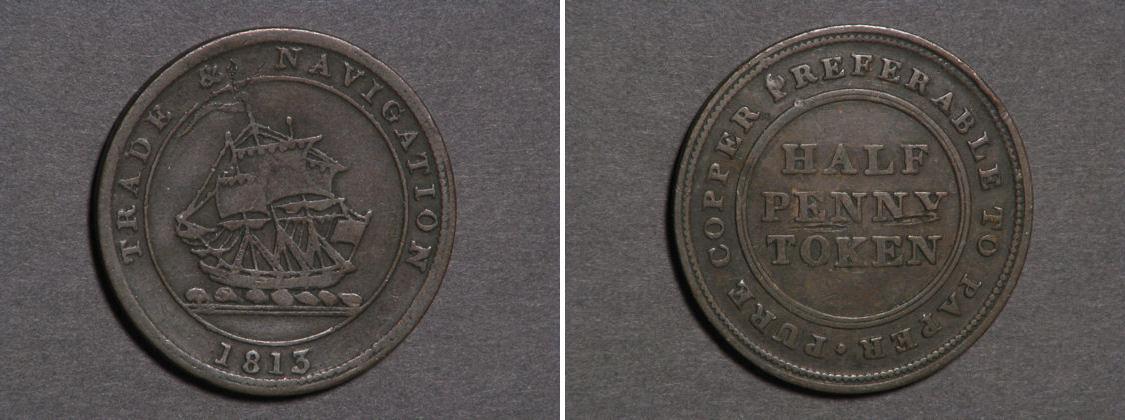 TRADE & NAVIGATION
1813
PURE COPPER PREFERABLE TO PAPER
HALF
PENNY
TOKEN